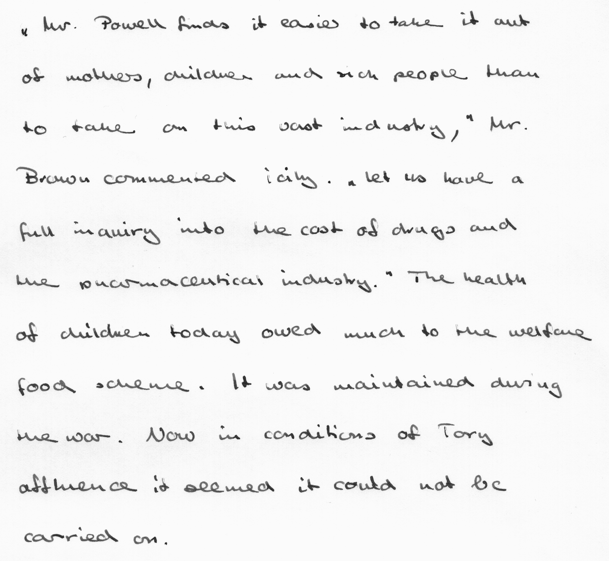 „Mr. Powell finds it easier to take it out
of mothers, children and sick people than
to take on this vast industry," Mr.
Brown commented icily. „let us have a
full inquiry into the cost of drugs and
the pharmaceutical industry." The health
of children today owed much to the welfare
food scheme. It was maintained during
the war. Now in conditions of Tory
affluence it seemed it could not be
carried on.